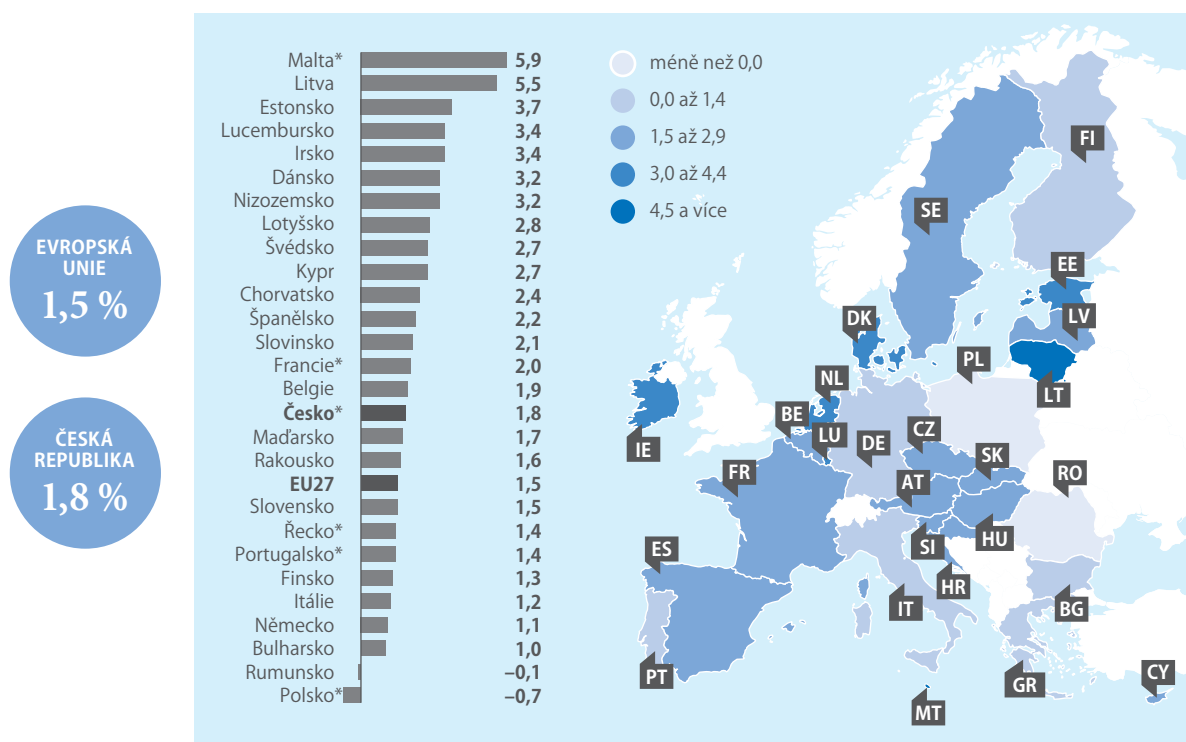 EVROPSKÁ
UNIE
1,5 %
ČESKÁ
REPUBLIKA
1,8 %
Malta* 5,9
Litva 5,5
Estonsko 3,7
Lucembursko 3,4
Irsko 3,4
Dánsko 3,2
Nizozemsko 3,2
Lotyšsko 2,8
Švédsko 2,7
Kypr 2,7
Chorvatsko 2,4
Španělsko 2,2
Slovinsko 2,1
Francie* 2,0
Belgie 1,9
Česko* 1,8
Maďarsko 1,7
Rakousko 1,6
EU27 1,5
Slovensko 1,5
Řecko* 1,4
Portugalsko* 1,4
Finsko 1,3
Itálie 1,2
Německo 1,1
Bulharsko 1,0
Rumunsko –0,1
Polsko* –0,7
méně než 0,0
0,0 až 1,4
1,5 až 2,9
3,0 až 4,4
4,5 a více
FI
SE
EE
DK
LV
PL
NL
LT
BE
CZ
IE
LU
DE
SK
FR
AT
RO
SI
HU
ES
HR
IT
BG
PT
GR
CY
MT